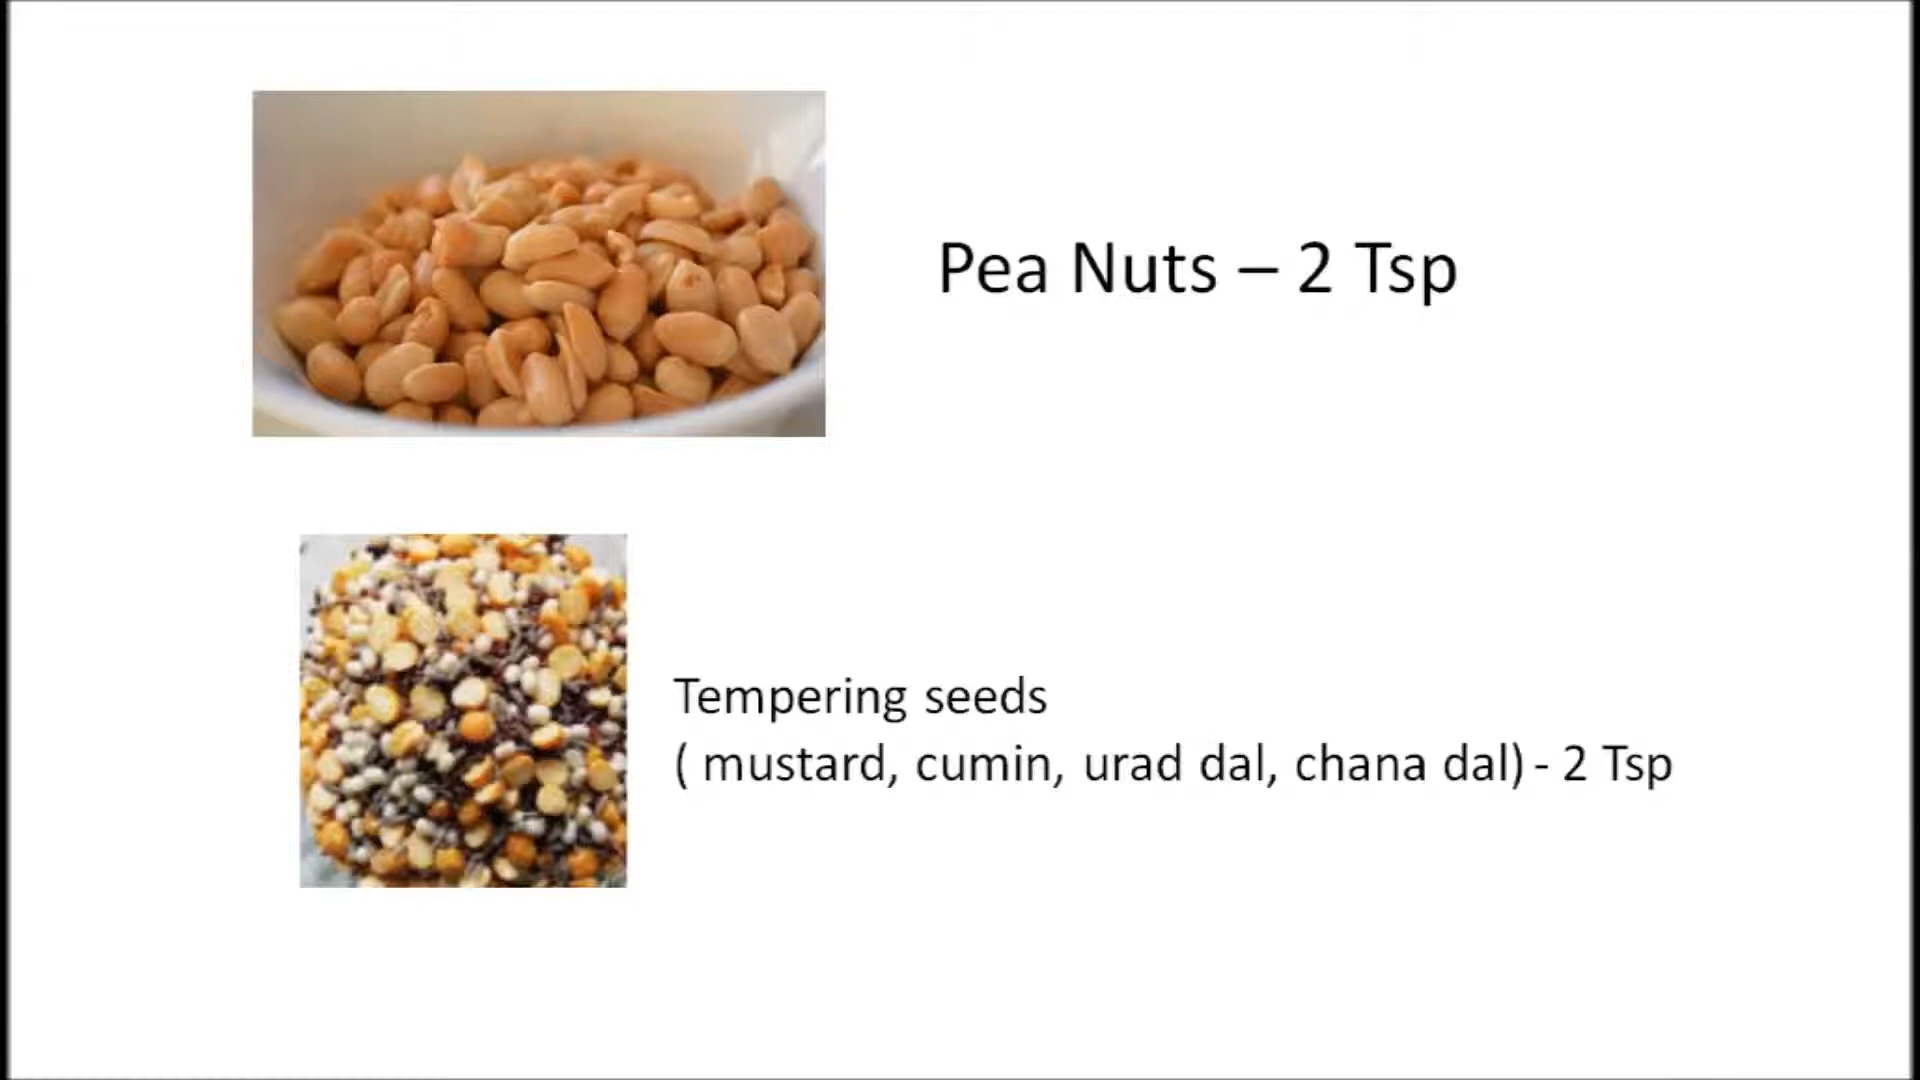 Pea Nuts – 2 Tsp
Tempering seeds
( mustard, cumin, urad dal, chana dal) - 2 Tsp